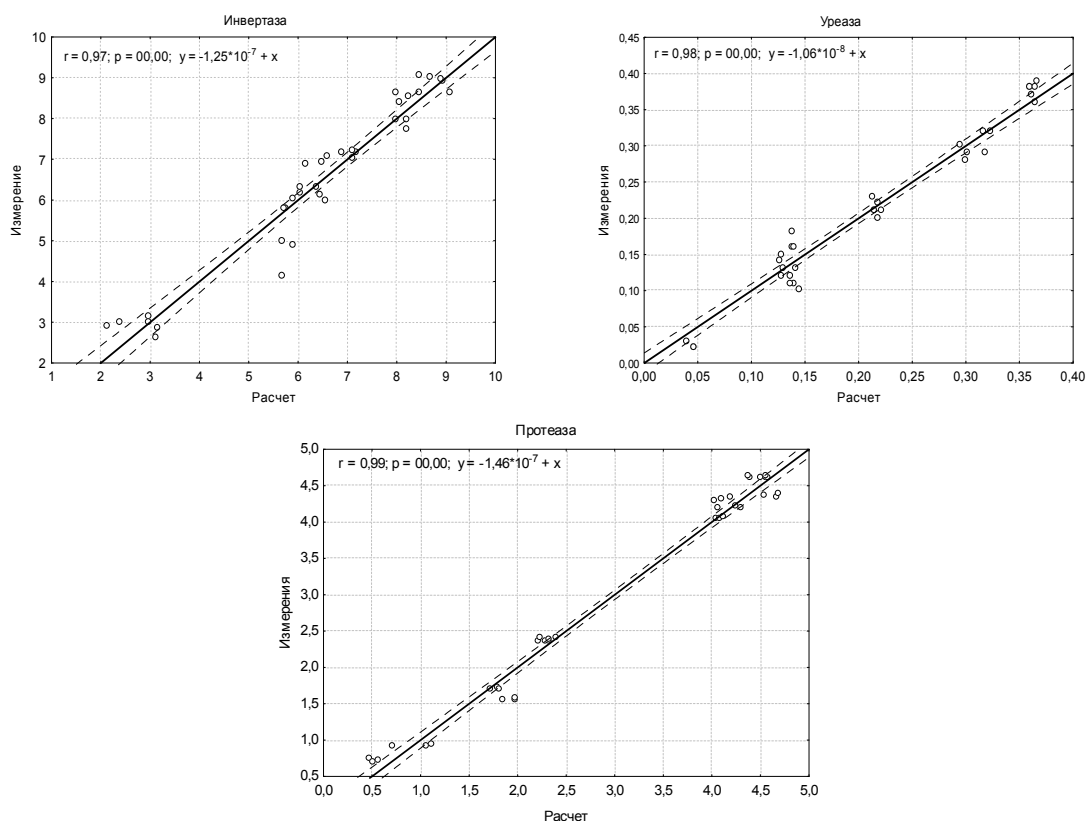 Инвертаза
r = 0,97; p = 00,00; y = -1,25*10⁻⁷ + x
10
9
8
7
6
5
4
3
2
Измерение
1 2 3 4 5 6 7 8 9 10
Расчет
Уреаза
r = 0,98; p = 00,00; y = -1,06*10⁻⁸ + x
0,45
0,40
0,35
0,30
0,25
0,20
0,15
0,10
0,05
0,00
Измерения
0,00 0,05 0,10 0,15 0,20 0,25 0,30 0,35 0,40
Расчет
Протеаза
r = 0,99; p = 00,00; y = -1,46*10⁻⁷ + x
5,0
4,5
4,0
3,5
3,0
2,5
2,0
1,5
1,0
0,5
Измерения
0,0 0,5 1,0 1,5 2,0 2,5 3,0 3,5 4,0 4,5 5,0
Расчет